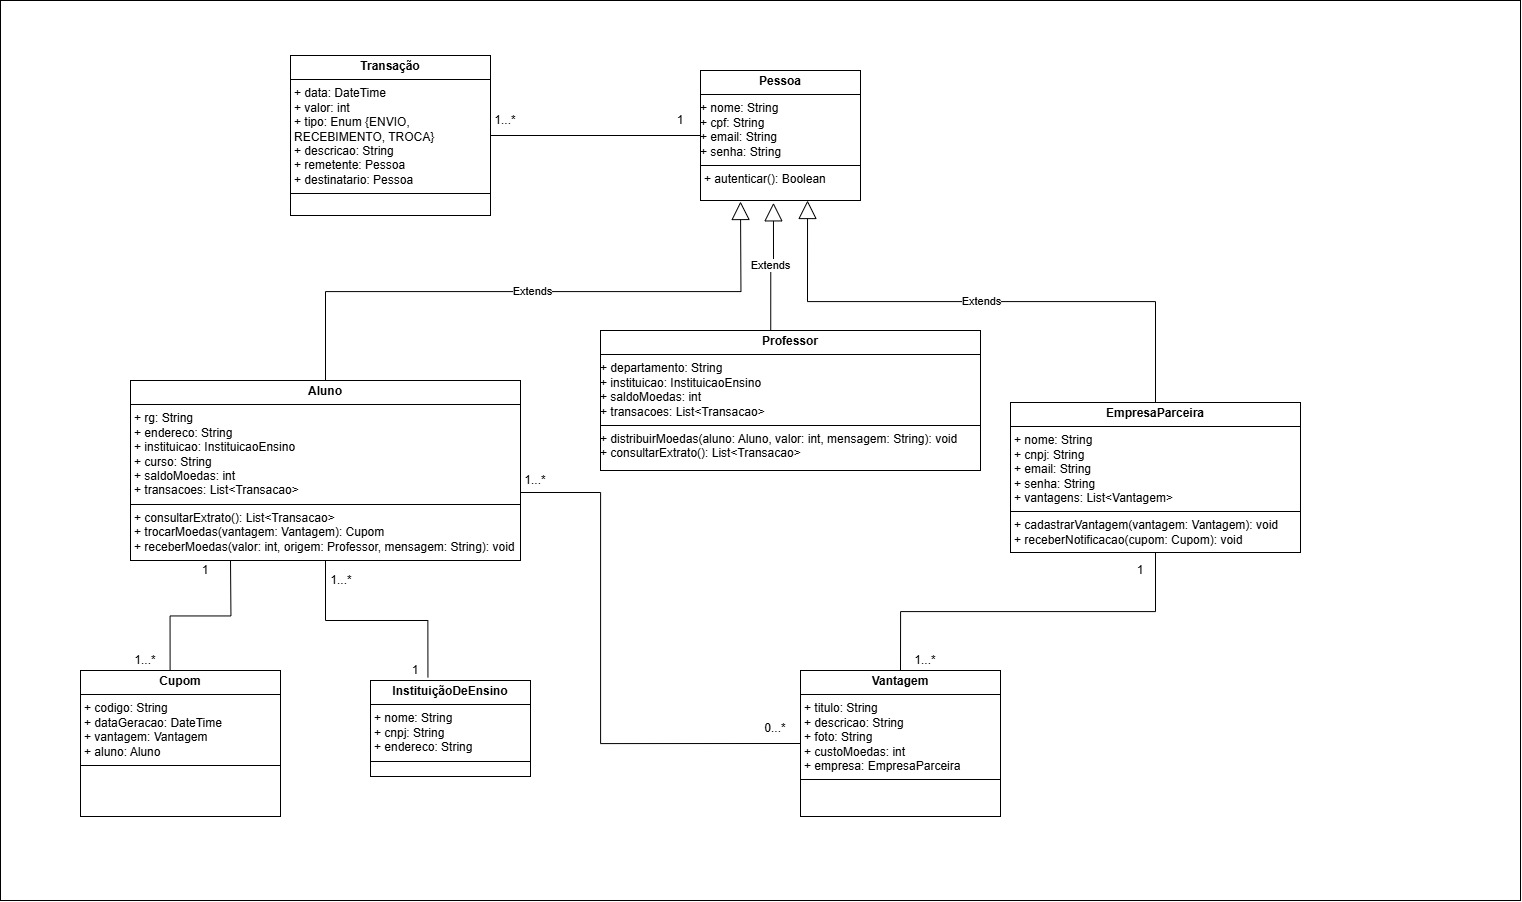 Transação
+ data: DateTime
+ valor: int
+ tipo: Enum {ENVIO,
RECEBIMENTO, TROCA}
+ descricao: String
+ remetente: Pessoa
+ destinatario: Pessoa
1...*
1
Pessoa
+ nome: String
+ cpf: String
+ email: String
+ senha: String
+ autenticar(): Boolean
Extends
Extends
Extends
Professor
+ departamento: String
+ instituicao: InstituicaoEnsino
+ saldoMoedas: int
+ transacoes: List<Transacao>
+ distribuirMoedas(aluno: Aluno, valor: int, mensagem: String): void
+ consultarExtrato(): List<Transacao>
Aluno
+ rg: String
+ endereco: String
+ instituicao: InstituicaoEnsino
+ curso: String
+ saldoMoedas: int
+ transacoes: List<Transacao>
+ consultarExtrato(): List<Transacao>
+ trocarMoedas(vantagem: Vantagem): Cupom
+ receberMoedas(valor: int, origem: Professor, mensagem: String): void
EmpresaParceira
+ nome: String
+ cnpj: String
+ email: String
+ senha: String
+ vantagens: List<Vantagem>
+ cadastrarVantagem(vantagem: Vantagem): void
+ receberNotificacao(cupom: Cupom): void
1...*
1
1...*
1
1...*
1
1...*
0...*
Cupom
+ codigo: String
+ dataGeracao: DateTime
+ vantagem: Vantagem
+ aluno: Aluno
InstituiçãoDeEnsino
+ nome: String
+ cnpj: String
+ endereco: String
Vantagem
+ titulo: String
+ descricao: String
+ foto: String
+ custoMoedas: int
+ empresa: EmpresaParceira